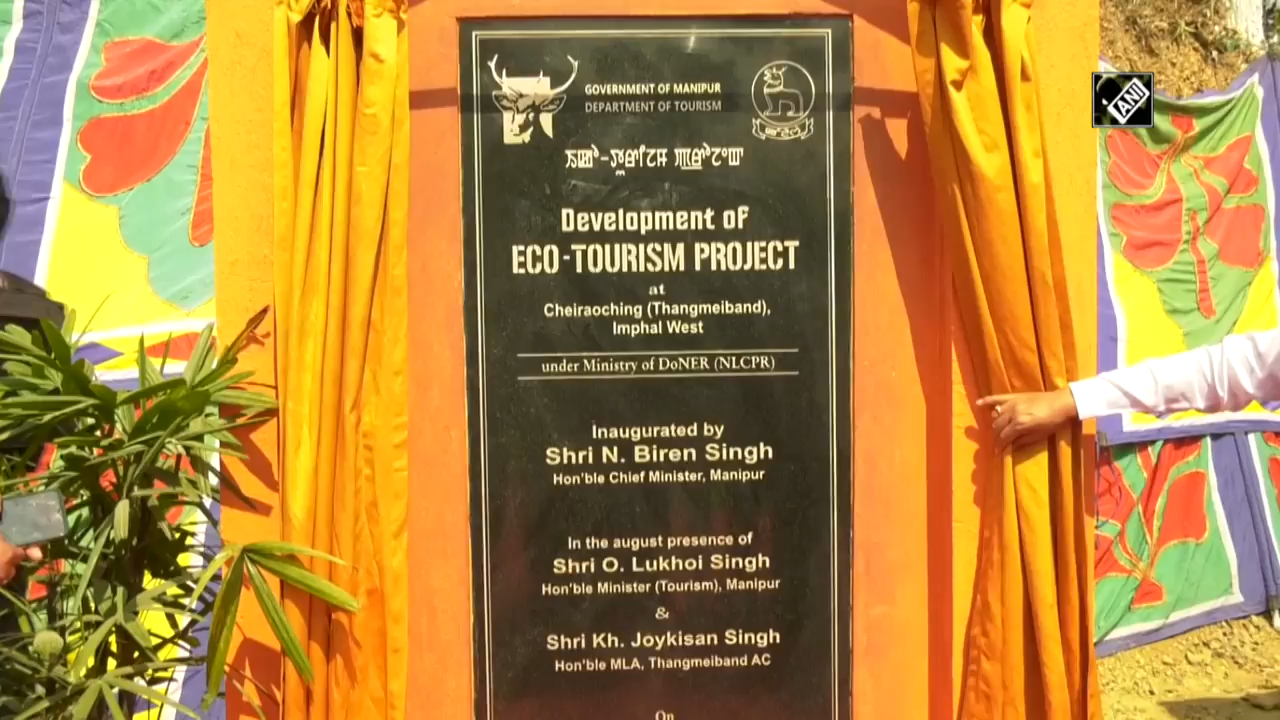 ANI
GOVERNMENT OF MANIPUR
DEPARTMENT OF TOURISM
Development of
ECO-TOURISM PROJECT
at
Cheiraoching (Thangmeiband),
Imphal West
under Ministry of DoNER (NLCPR)
Inaugurated by
Shri N. Biren Singh
Hon'ble Chief Minister, Manipur
In the august presence of
Shri O. Lukhoi Singh
Hon'ble Minister (Tourism), Manipur
&
Shri Kh. Joykisan Singh
Hon'ble MLA, Thangmeiband AC
On